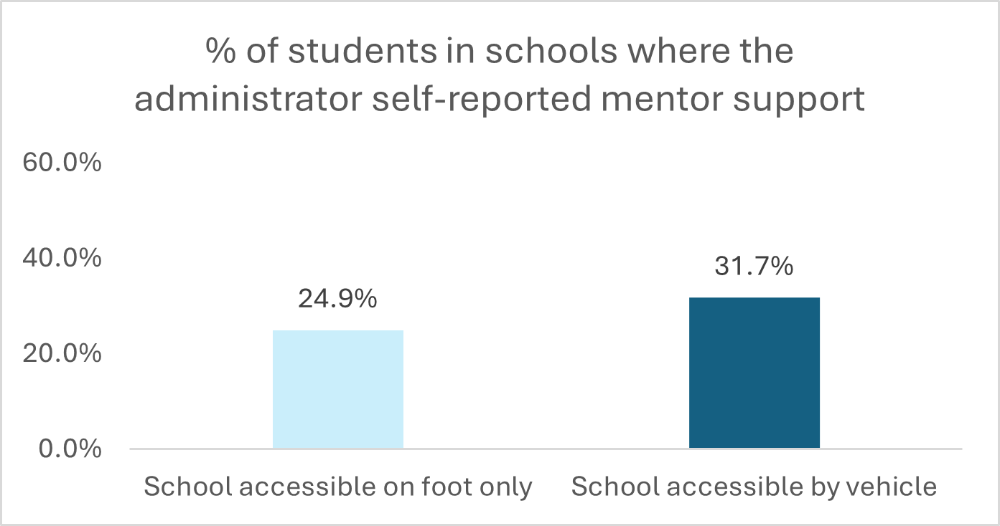 % of students in schools where the
administrator self-reported mentor support
60.0%
40.0%
20.0%
0.0%
24.9%
31.7%
School accessible on foot only
School accessible by vehicle